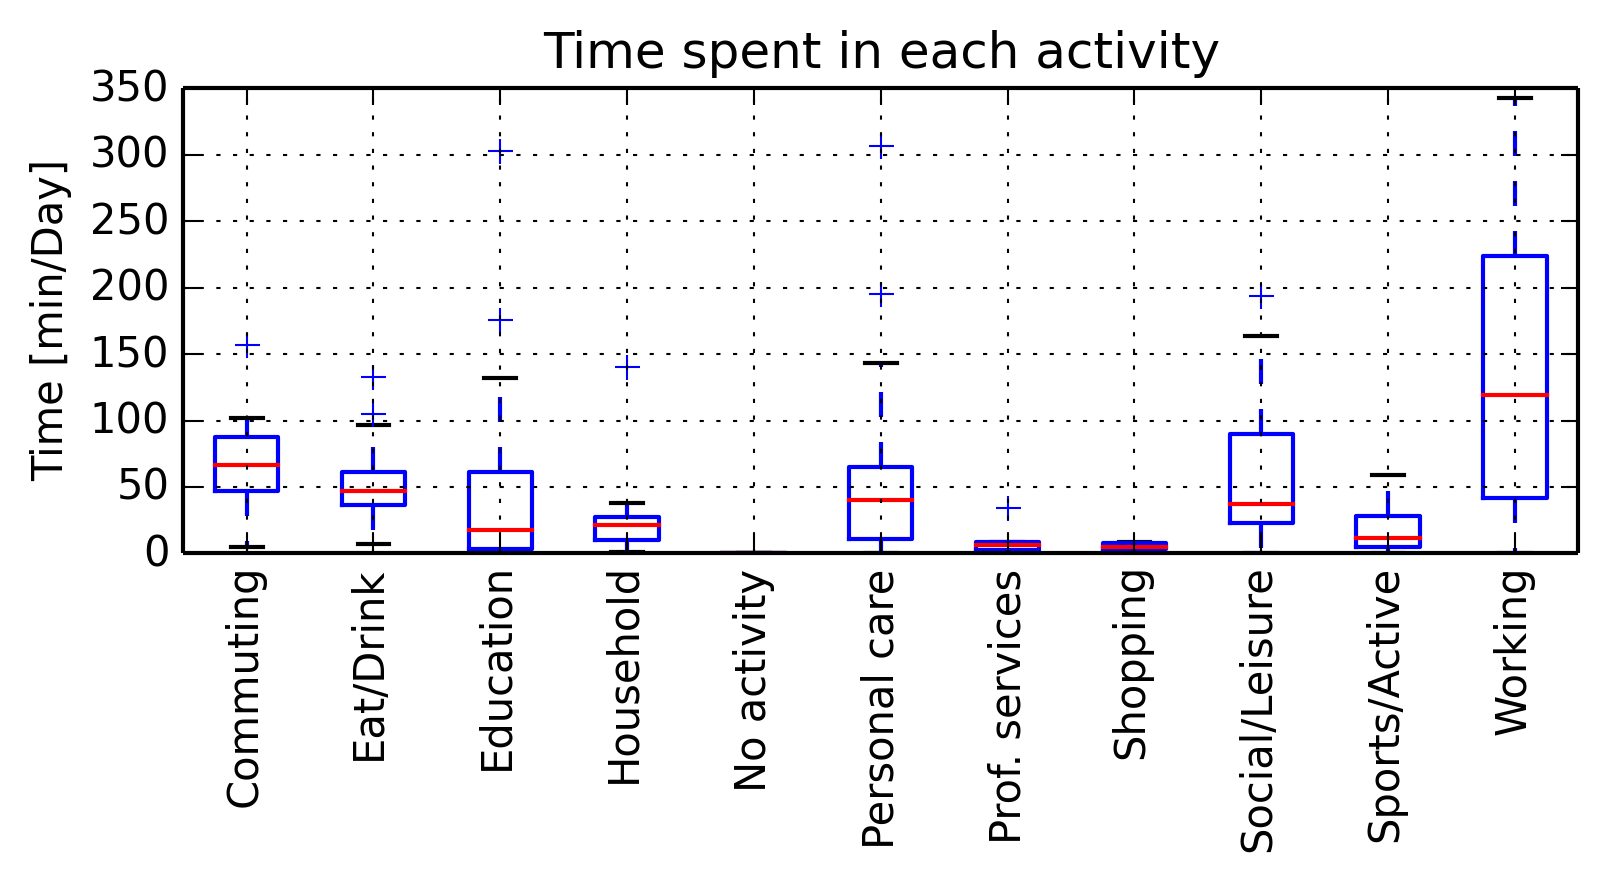 Time spent in each activity
Time [min/Day]
350
300
250
200
150
100
50
0
Commuting
Eat/Drink
Education
Household
No activity
Personal care
Prof. services
Shopping
Social/Leisure
Sports/Active
Working